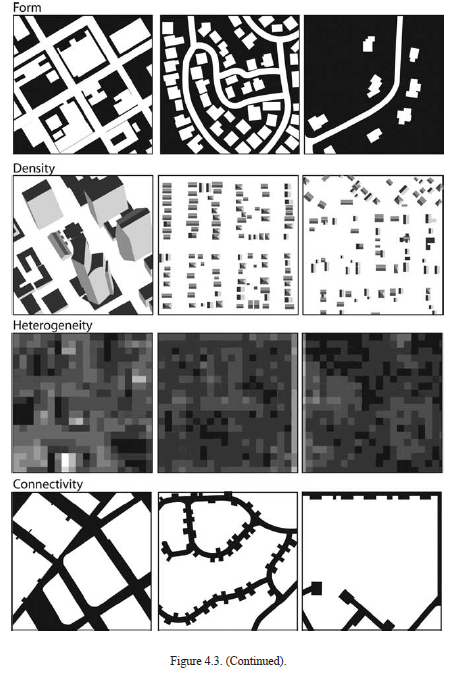 Form
Density
Heterogeneity
Connectivity
Figure 4.3. (Continued).